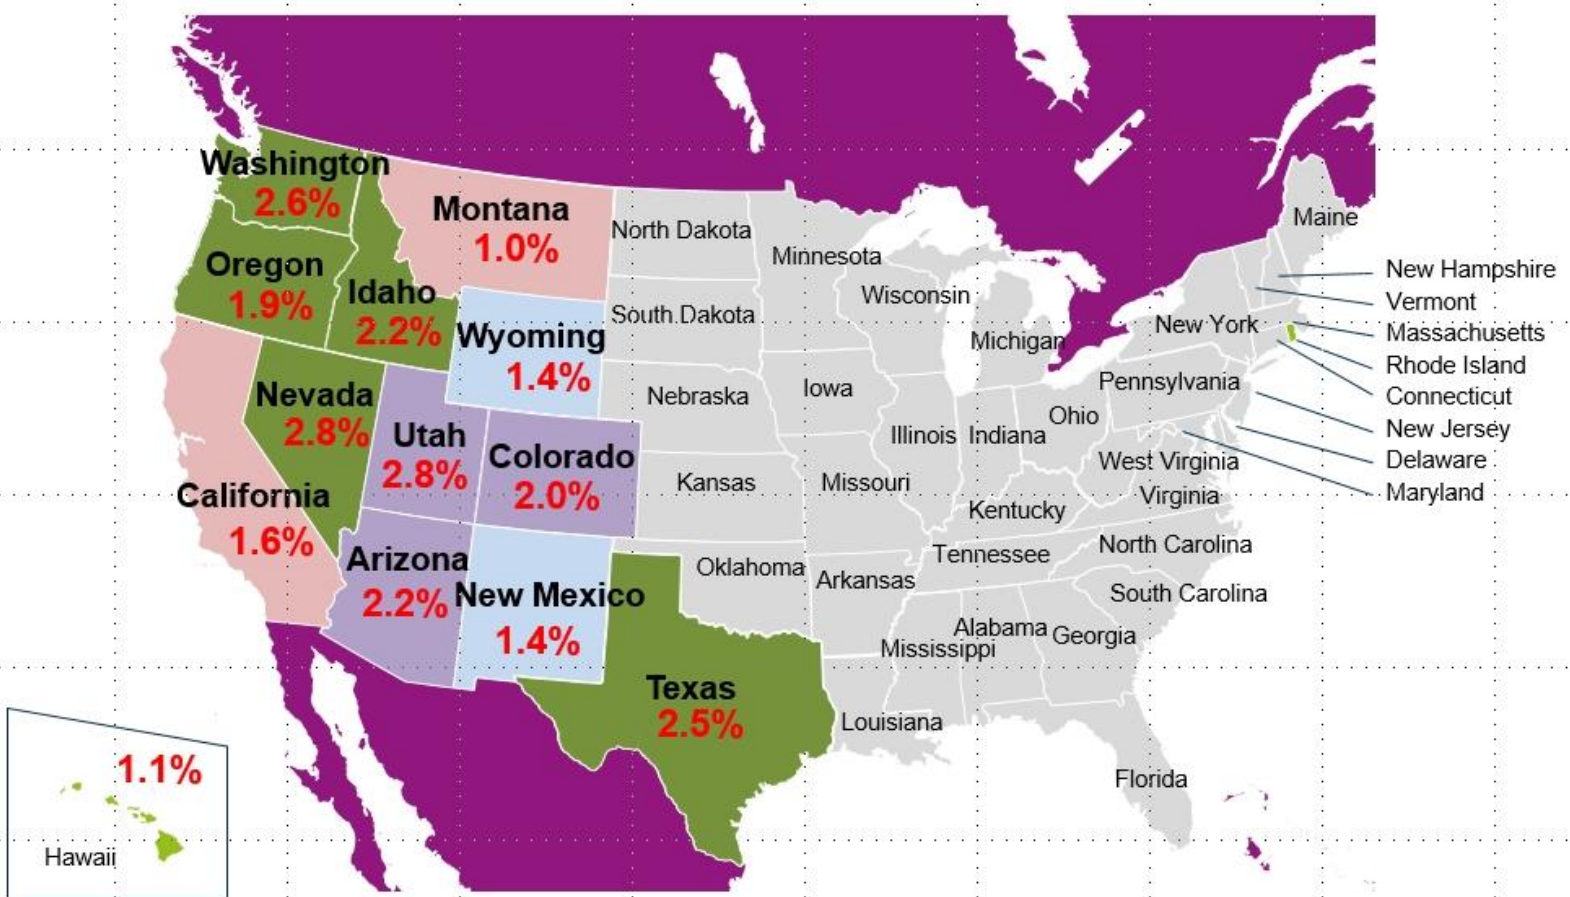 Washington
2.6%
Montana
1.0%
North Dakota
Minnesota
Maine
Oregon
1.9%
Idaho
2.2%
Wyoming
1.4%
South Dakota
Wisconsin
Michigan
New York
New Hampshire
Vermont
Massachusetts
Rhode Island
Connecticut
New Jersey
Delaware
Maryland
Nevada
2.8%
Utah
2.8%
Colorado
2.0%
Nebraska
Iowa
Illinois
Indiana
Ohio
Pennsylvania
West Virginia
Virginia
California
1.6%
Kansas
Missouri
Kentucky
Arizona
2.2%
New Mexico
1.4%
Oklahoma
Arkansas
Tennessee
North Carolina
South Carolina
Mississippi
Alabama
Georgia
Texas
2.5%
Louisiana
Florida
1.1%
Hawaii